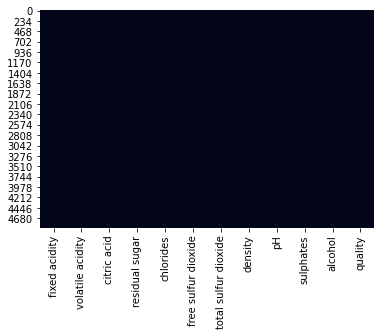 0
234
468
702
936
1170
1404
1638
1872
2106
2340
2574
2808
3042
3276
3510
3744
3978
4212
4446
4680
fixed acidity
volatile acidity
citric acid
residual sugar
chlorides
free sulfur dioxide
total sulfur dioxide
density
pH
sulphates
alcohol
quality